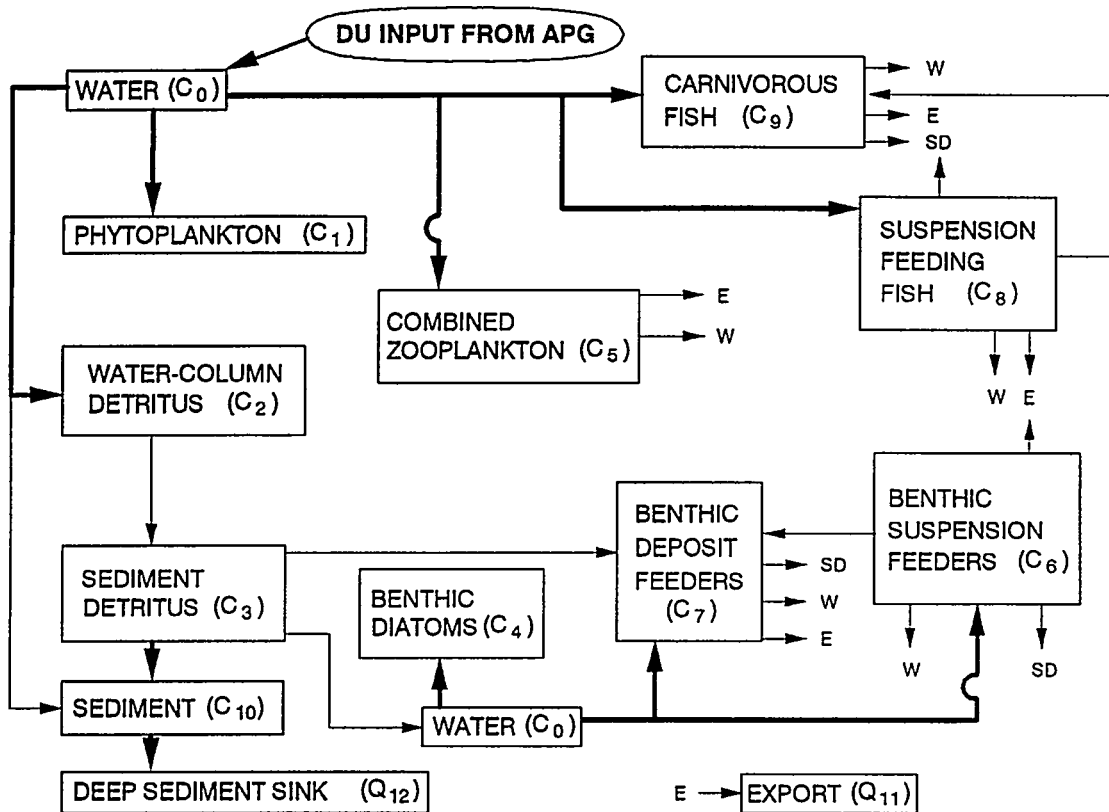 DU INPUT FROM APG
WATER (C0)
CARNIVOROUS
FISH (C9)
W
E
SD
PHYTOPLANKTON (C1)
SUSPENSION
FEEDING
FISH (C8)
COMBINED
ZOOPLANKTON (C5)
E
W
WATER-COLUMN
DETRITUS (C2)
W
E
BENTHIC
DEPOSIT
FEEDERS
(C7)
SD
W
E
BENTHIC
SUSPENSION
FEEDERS (C6)
SEDIMENT
DETRITUS (C3)
BENTHIC
DIATOMS (C4)
W
SD
SEDIMENT (C10)
WATER (C0)
DEEP SEDIMENT SINK (Q12)
E
EXPORT (Q11)